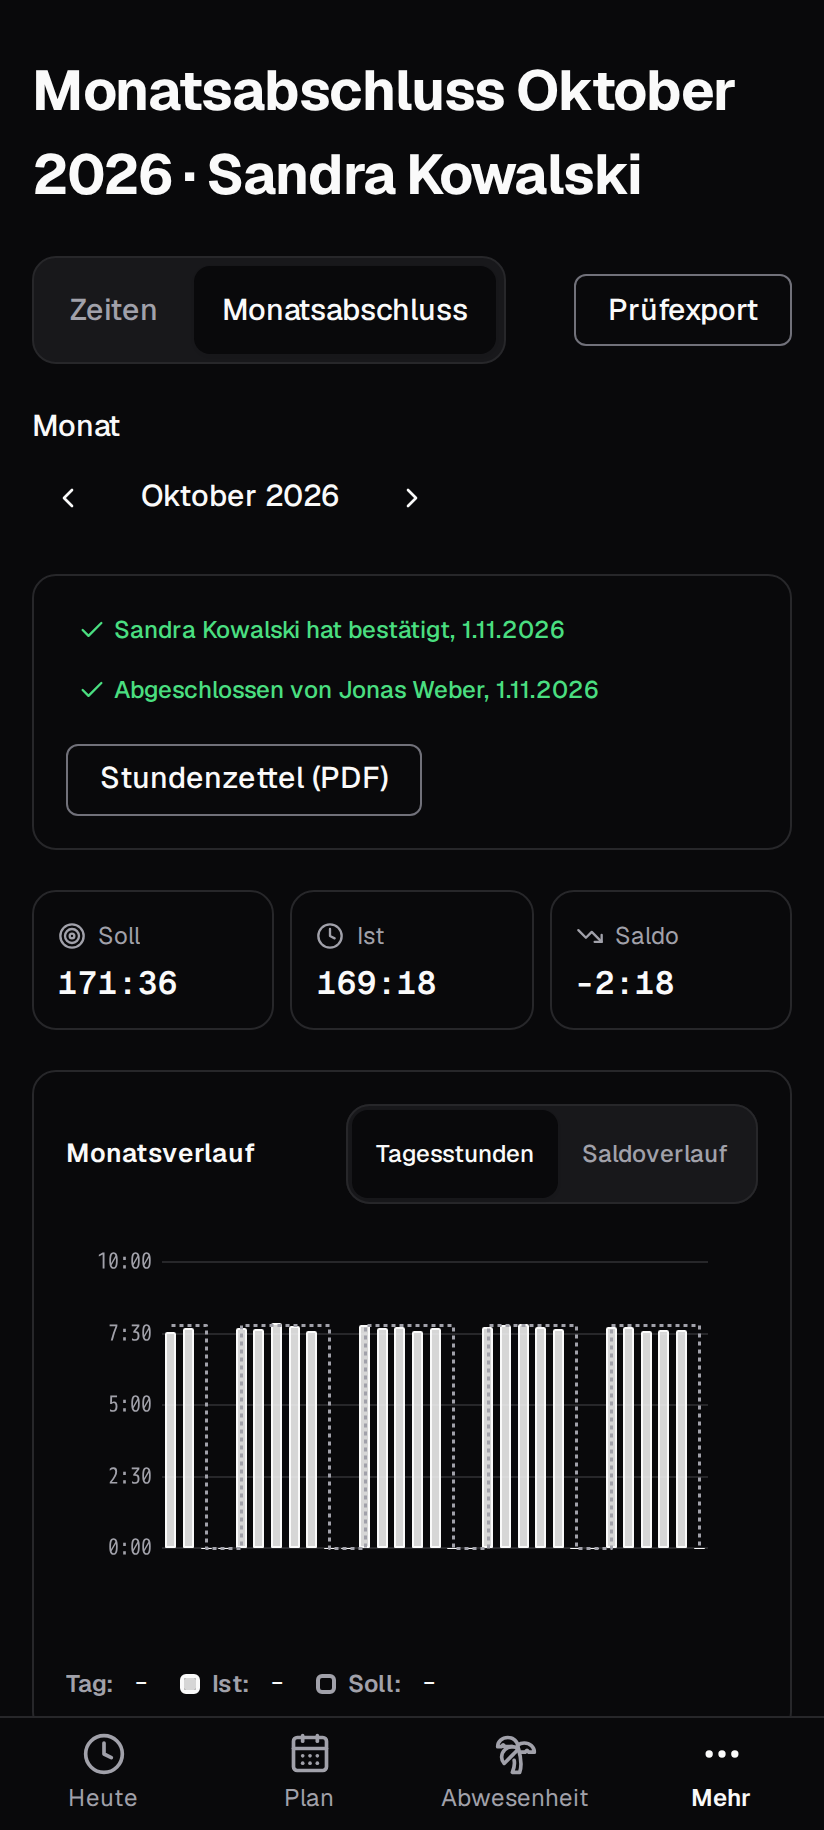 Monatsabschluss Oktober
2026 · Sandra Kowalski
Zeiten
Monatsabschluss
Prüfexport
Monat
Oktober 2026
Sandra Kowalski hat bestätigt, 1.11.2026
Abgeschlossen von Jonas Weber, 1.11.2026
Stundenzettel (PDF)
Soll
171:36
Ist
169:18
Saldo
-2:18
Monatsverlauf
Tagesstunden
Saldoverlauf
10:00
7:30
5:00
2:30
0:00
Tag: - Ist: - Soll: -
Heute
Plan
Abwesenheit
Mehr